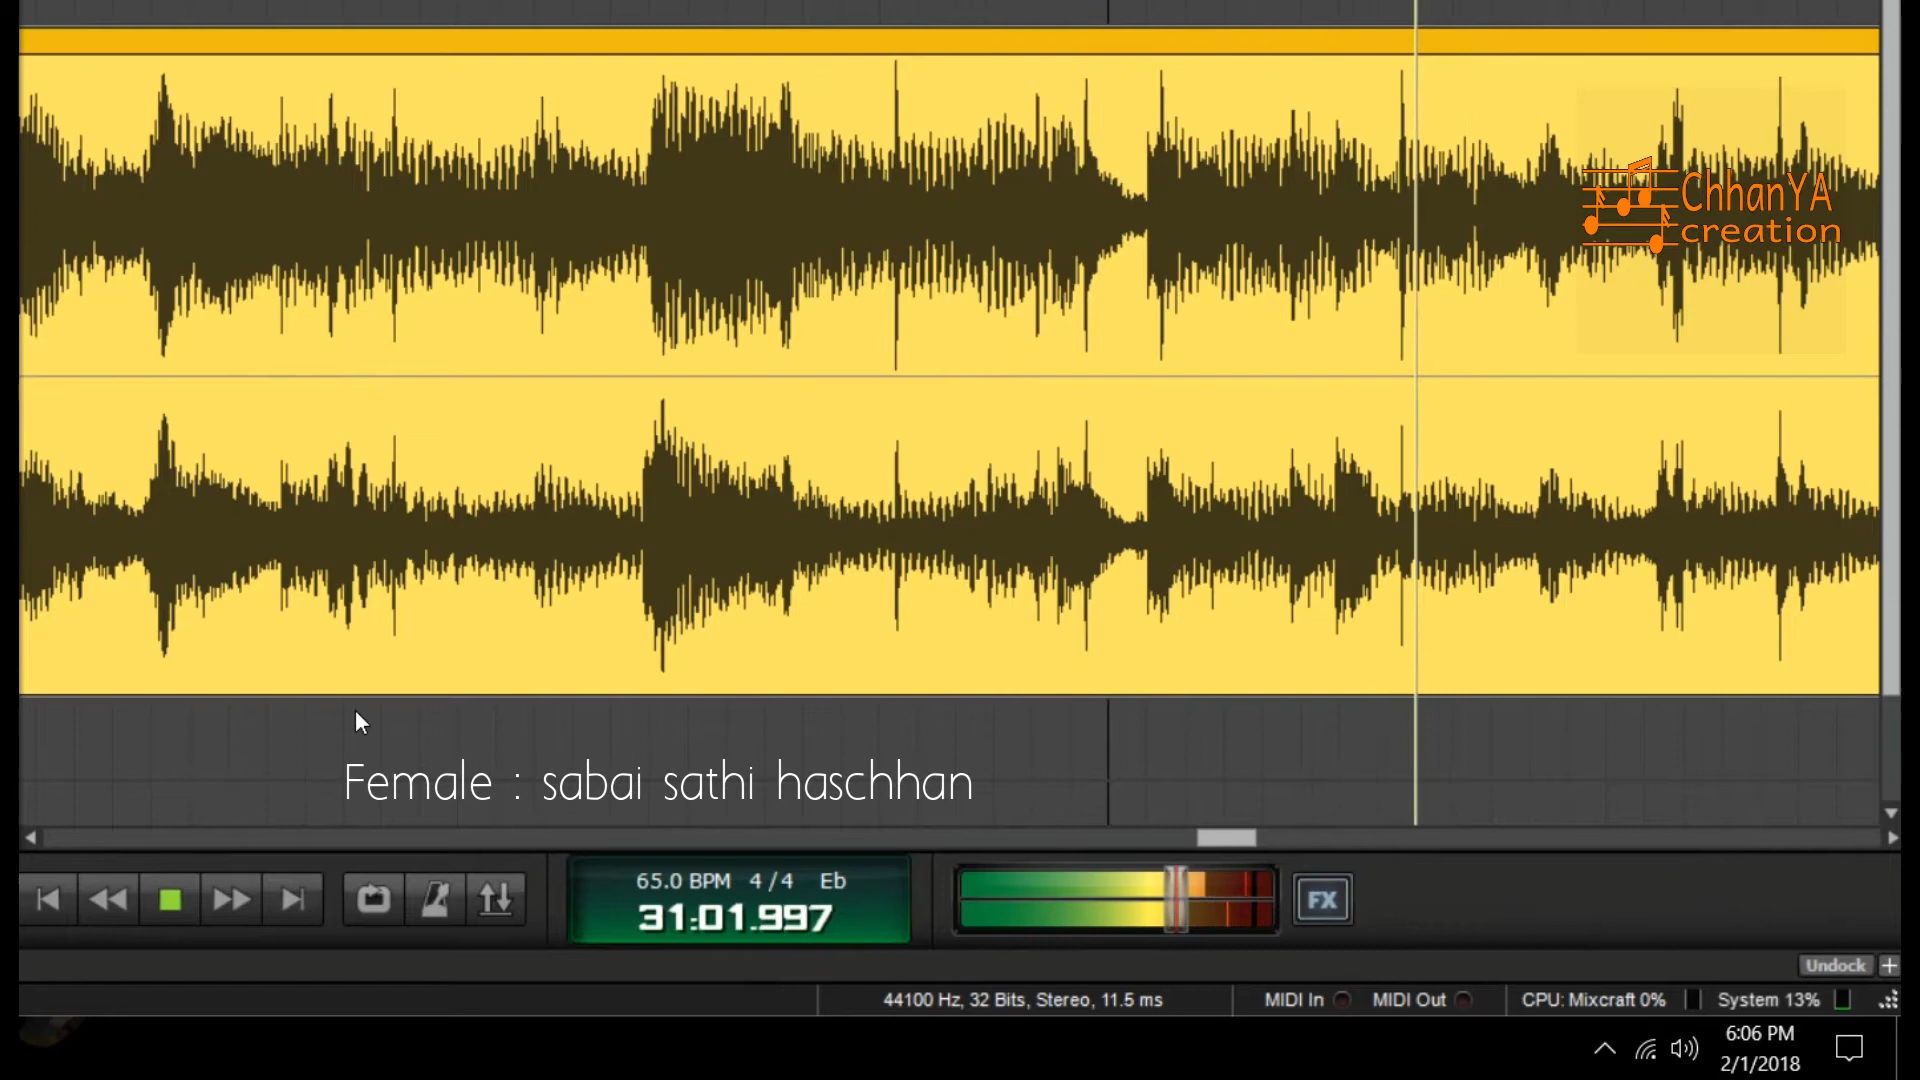 ChhanYA
creation
Female : sabai sathi haschhan
65.0 BPM 4 / 4 Eb
31:01.997
FX
Undock
44100 Hz, 32 Bits, Stereo, 11.5 ms
MIDI In
MIDI Out
CPU: Mixcraft 0%
System 13%
6:06 PM
2/1/2018